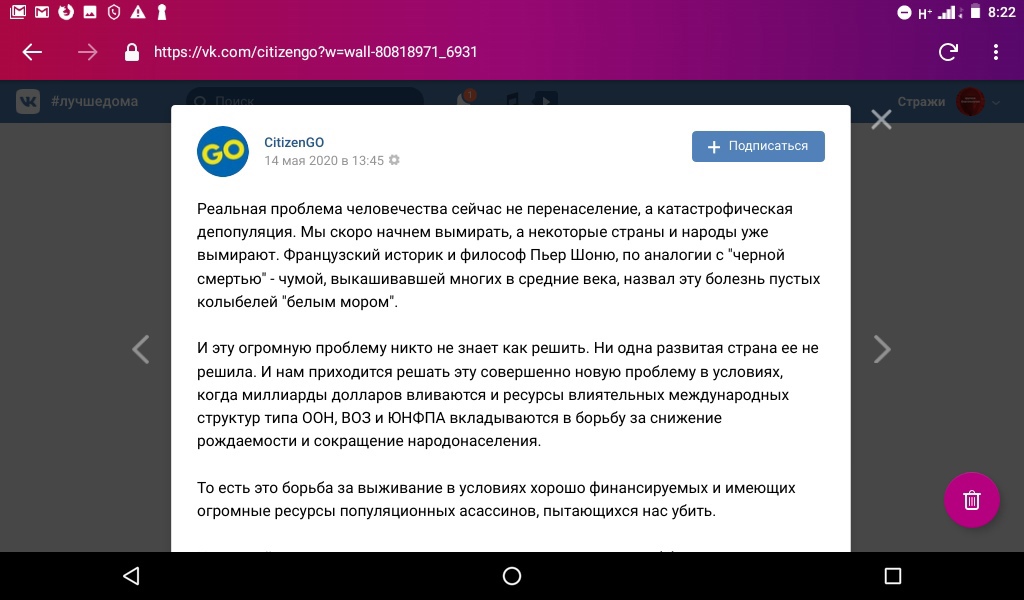 8:22
https://vk.com/citizengo?w=wall-80818971_6931
#лучшедома
Поиск
1
Стражи
GO
CitizenGO
14 мая 2020 в 13:45
Подписаться
Реальная проблема человечества сейчас не перенаселение, а катастрофическая
депопуляция. Мы скоро начнем вымирать, а некоторые страны и народы уже
вымирают. Французский историк и философ Пьер Шоню, по аналогии с "черной
смертью" - чумой, выкашивавшей многих в средние века, назвал эту болезнь пустых
колыбелей "белым мором".
И эту огромную проблему никто не знает как решить. Ни одна развитая страна ее не
решила. И нам приходится решать эту совершенно новую проблему в условиях,
когда миллиарды долларов вливаются и ресурсы влиятельных международных
структур типа ООН, ВОЗ и ЮНФПА вкладываются в борьбу за снижение
рождаемости и сокращение народонаселения.
То есть это борьба за выживание в условиях хорошо финансируемых и имеющих
огромные ресурсы популяционных асассинов, пытающихся нас убить.